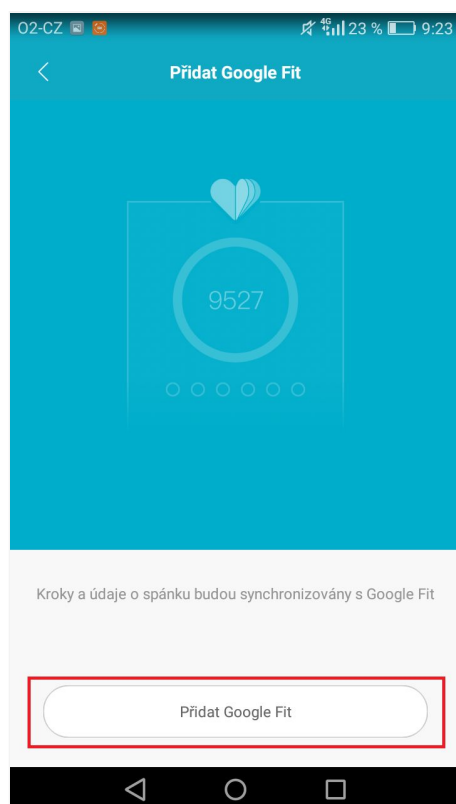 O2-CZ 4G 23 % 9:23
Přidat Google Fit
9527
Kroky a údaje o spánku budou synchronizovány s Google Fit
Přidat Google Fit